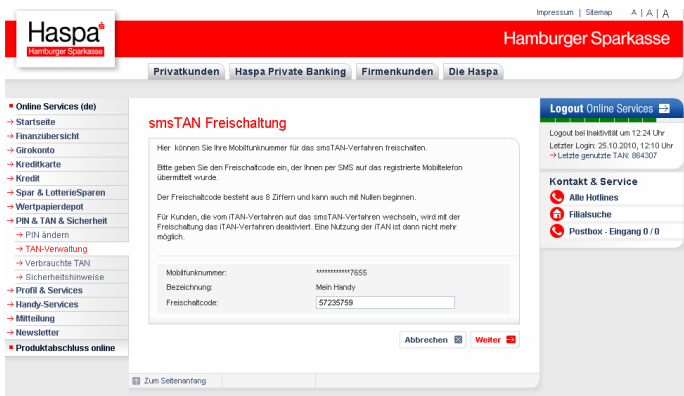 Impressum | Sitemap A | A | A
Haspa
Hamburger Sparkasse
Hamburger Sparkasse
Privatkunden Haspa Private Banking Firmenkunden Die Haspa
Online Services (de)
Startseite
Finanzübersicht
Girokonto
Kreditkarte
Kredit
Spar & LotterieSparen
Wertpapierdepot
PIN & TAN & Sicherheit
PIN ändern
TAN-Verwaltung
Verbrauchte TAN
Sicherheitshinweise
Profil & Services
Handy-Services
Mitteilung
Newsletter
Produktabschluss online
smsTAN Freischaltung
Hier können Sie Ihre Mobilfunknummer für das smsTAN-Verfahren freischalten.
Bitte geben Sie den Freischaltcode ein, der Ihnen per SMS auf das registrierte Mobiltelefon
übermittelt wurde.
Der Freischaltcode besteht aus 8 Ziffern und kann auch mit Nullen beginnen.
Für Kunden, die vom iTAN-Verfahren auf das smsTAN-Verfahren wechseln, wird mit der
Freischaltung das iTAN-Verfahren deaktiviert. Eine Nutzung der iTAN ist dann nicht mehr
möglich.
Mobilfunknummer: ************7655
Bezeichnung: Mein Handy
Freischaltcode: 57235759
Abbrechen Weiter
Zum Seitenanfang
Logout Online Services
Logout bei Inaktivität um 12:24 Uhr
Letzter Login: 25.10.2010, 12:10 Uhr
Letzte genutzte TAN: 864307
Kontakt & Service
Alle Hotlines
Filialsuche
Postbox - Eingang 0 / 0